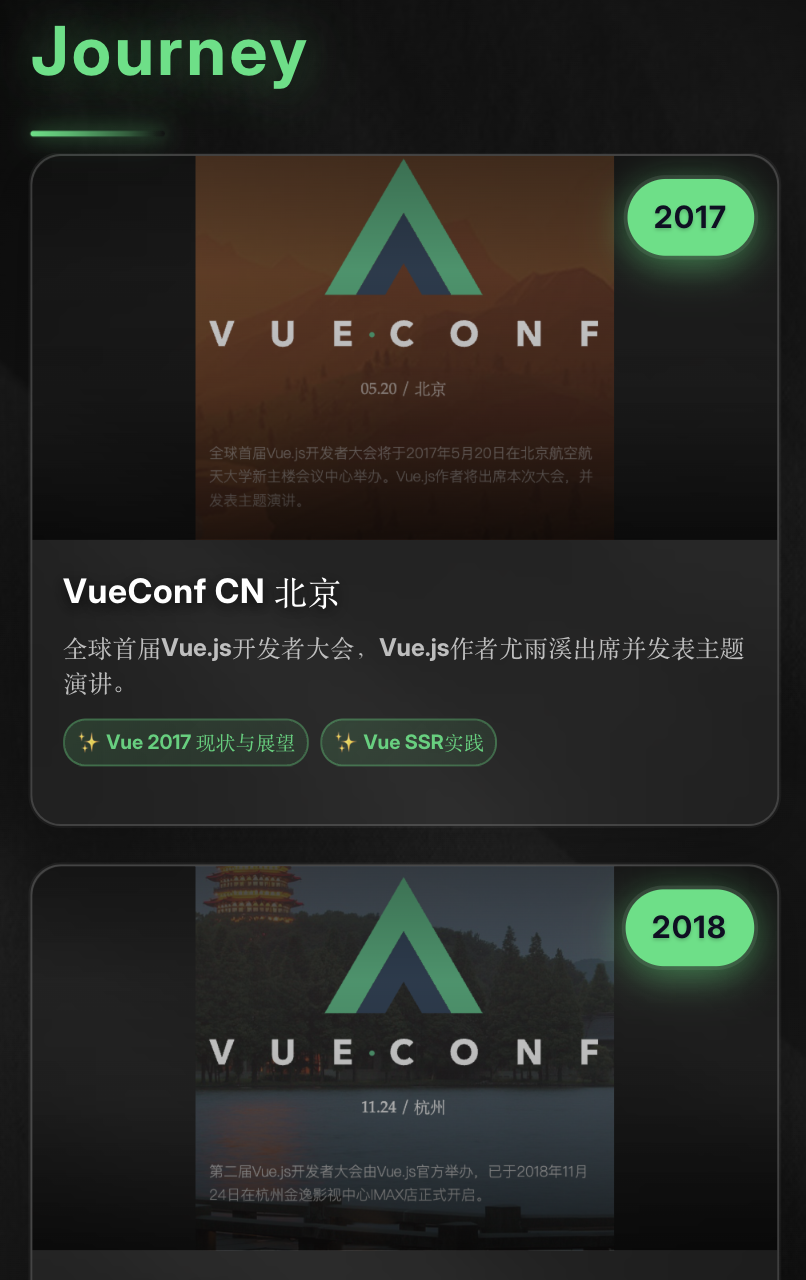 Journey
2017
VUE·CONF
05.20 / 北京
全球首届Vue.js开发者大会将于2017年5月20日在北京航空航
天大学新主楼会议中心举办。Vue.js作者将出席本次大会，并
发表主题演讲。
VueConf CN 北京
全球首届Vue.js开发者大会，Vue.js作者尤雨溪出席并发表主题
演讲。
✨ Vue 2017 现状与展望
✨ Vue SSR实践
2018
VUE·CONF
11.24 / 杭州
第二届Vue.js开发者大会由Vue.js官方举办，已于2018年11月
24日在杭州金逸影视中心IMAX店正式开启。